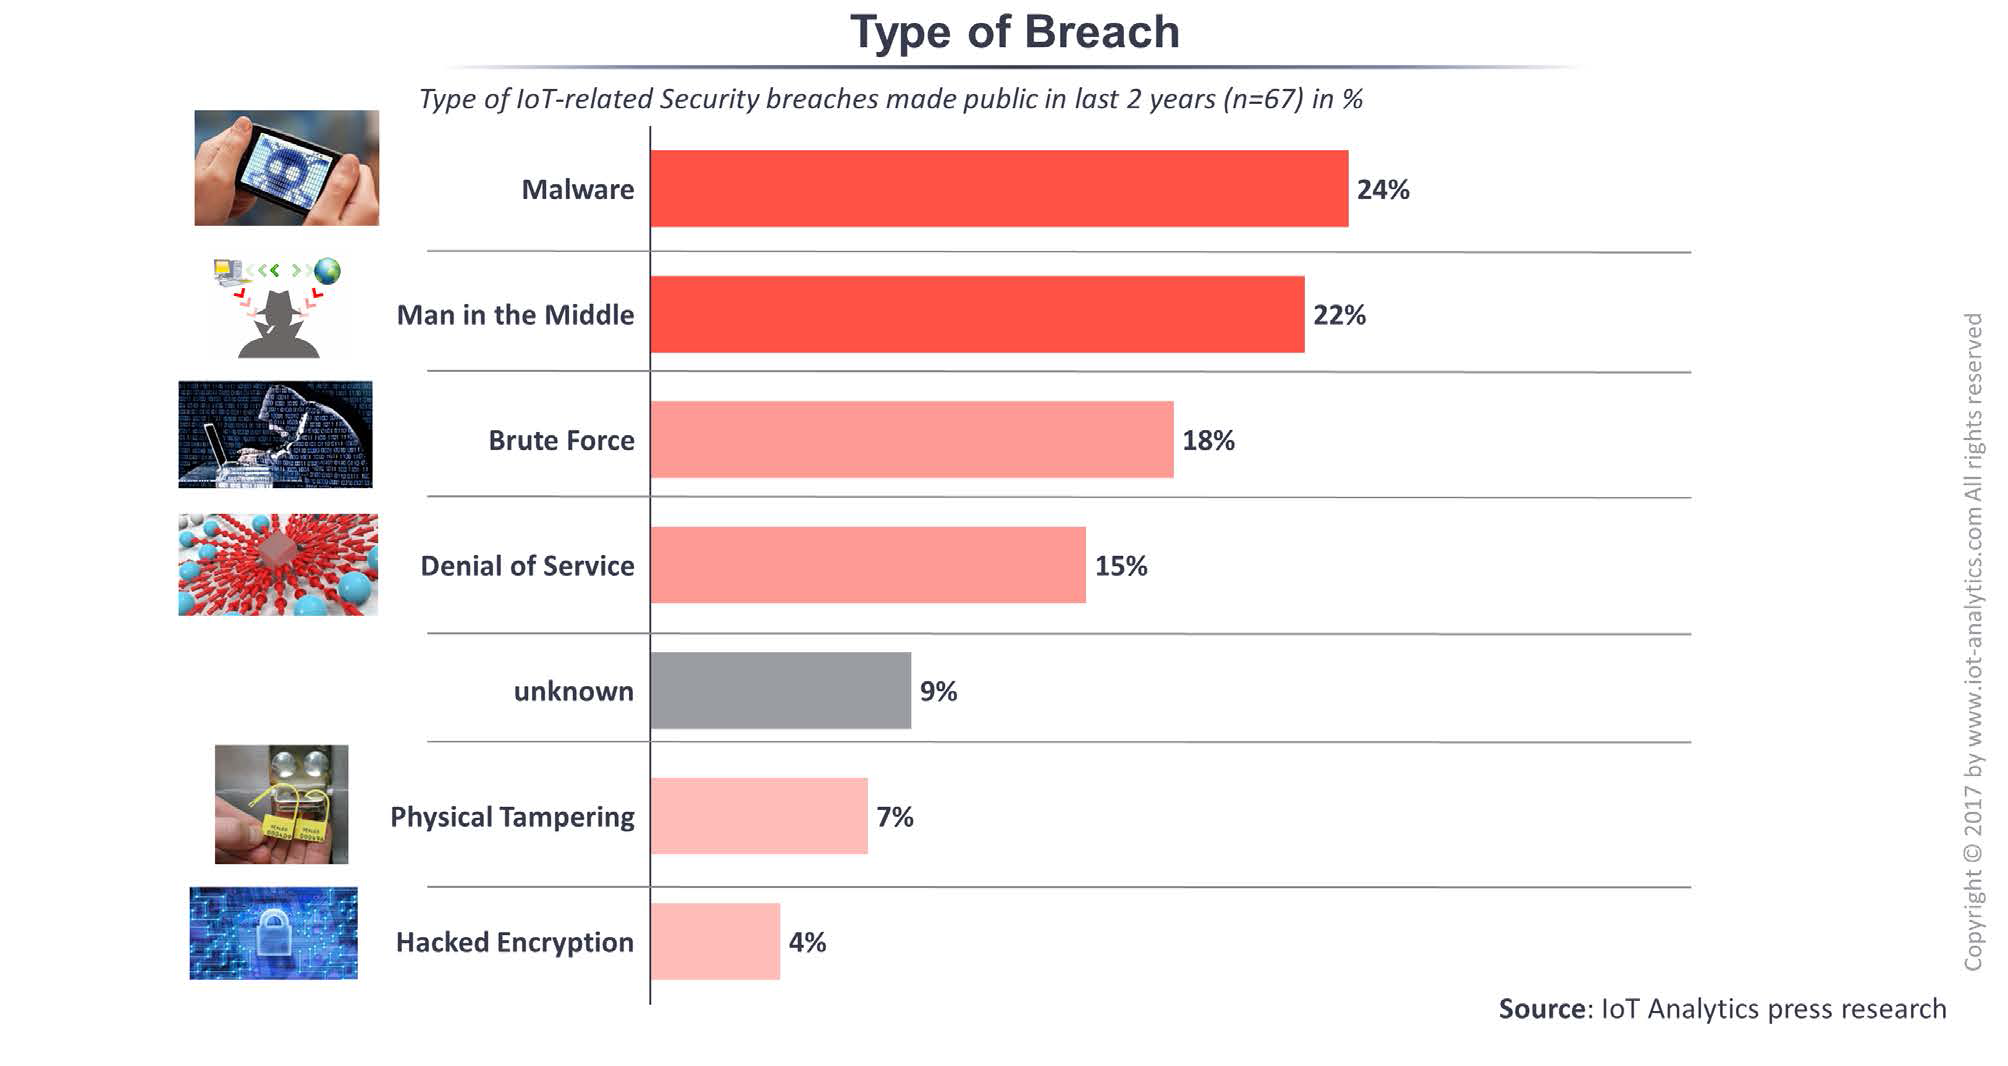 Type of Breach
Type of IoT-related Security breaches made public in last 2 years (n=67) in %
Malware
24%
Man in the Middle
22%
Brute Force
18%
Denial of Service
15%
unknown
9%
Physical Tampering
7%
Hacked Encryption
4%
Source: IoT Analytics press research
Copyright © 2017 by www.iot-analytics.com All rights reserved